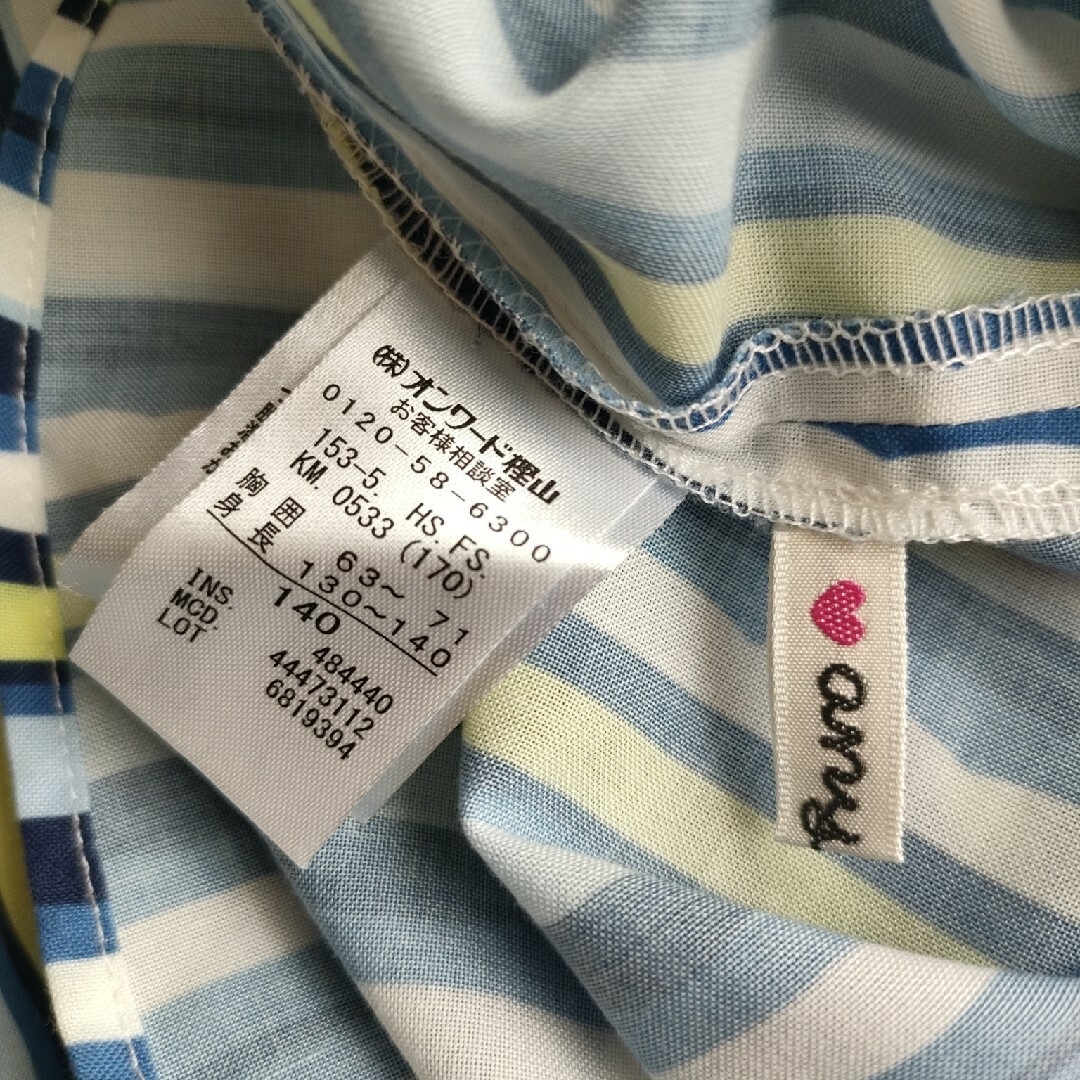 (株)オンワード樫山
お客様相談室
0120-58-6300
153-5. HS. FS.
KM. 0533 (170)
胸囲 63〜 71
身長 130〜140
140
INS. 484440
MCD. 44473112
LOT 6819394
any